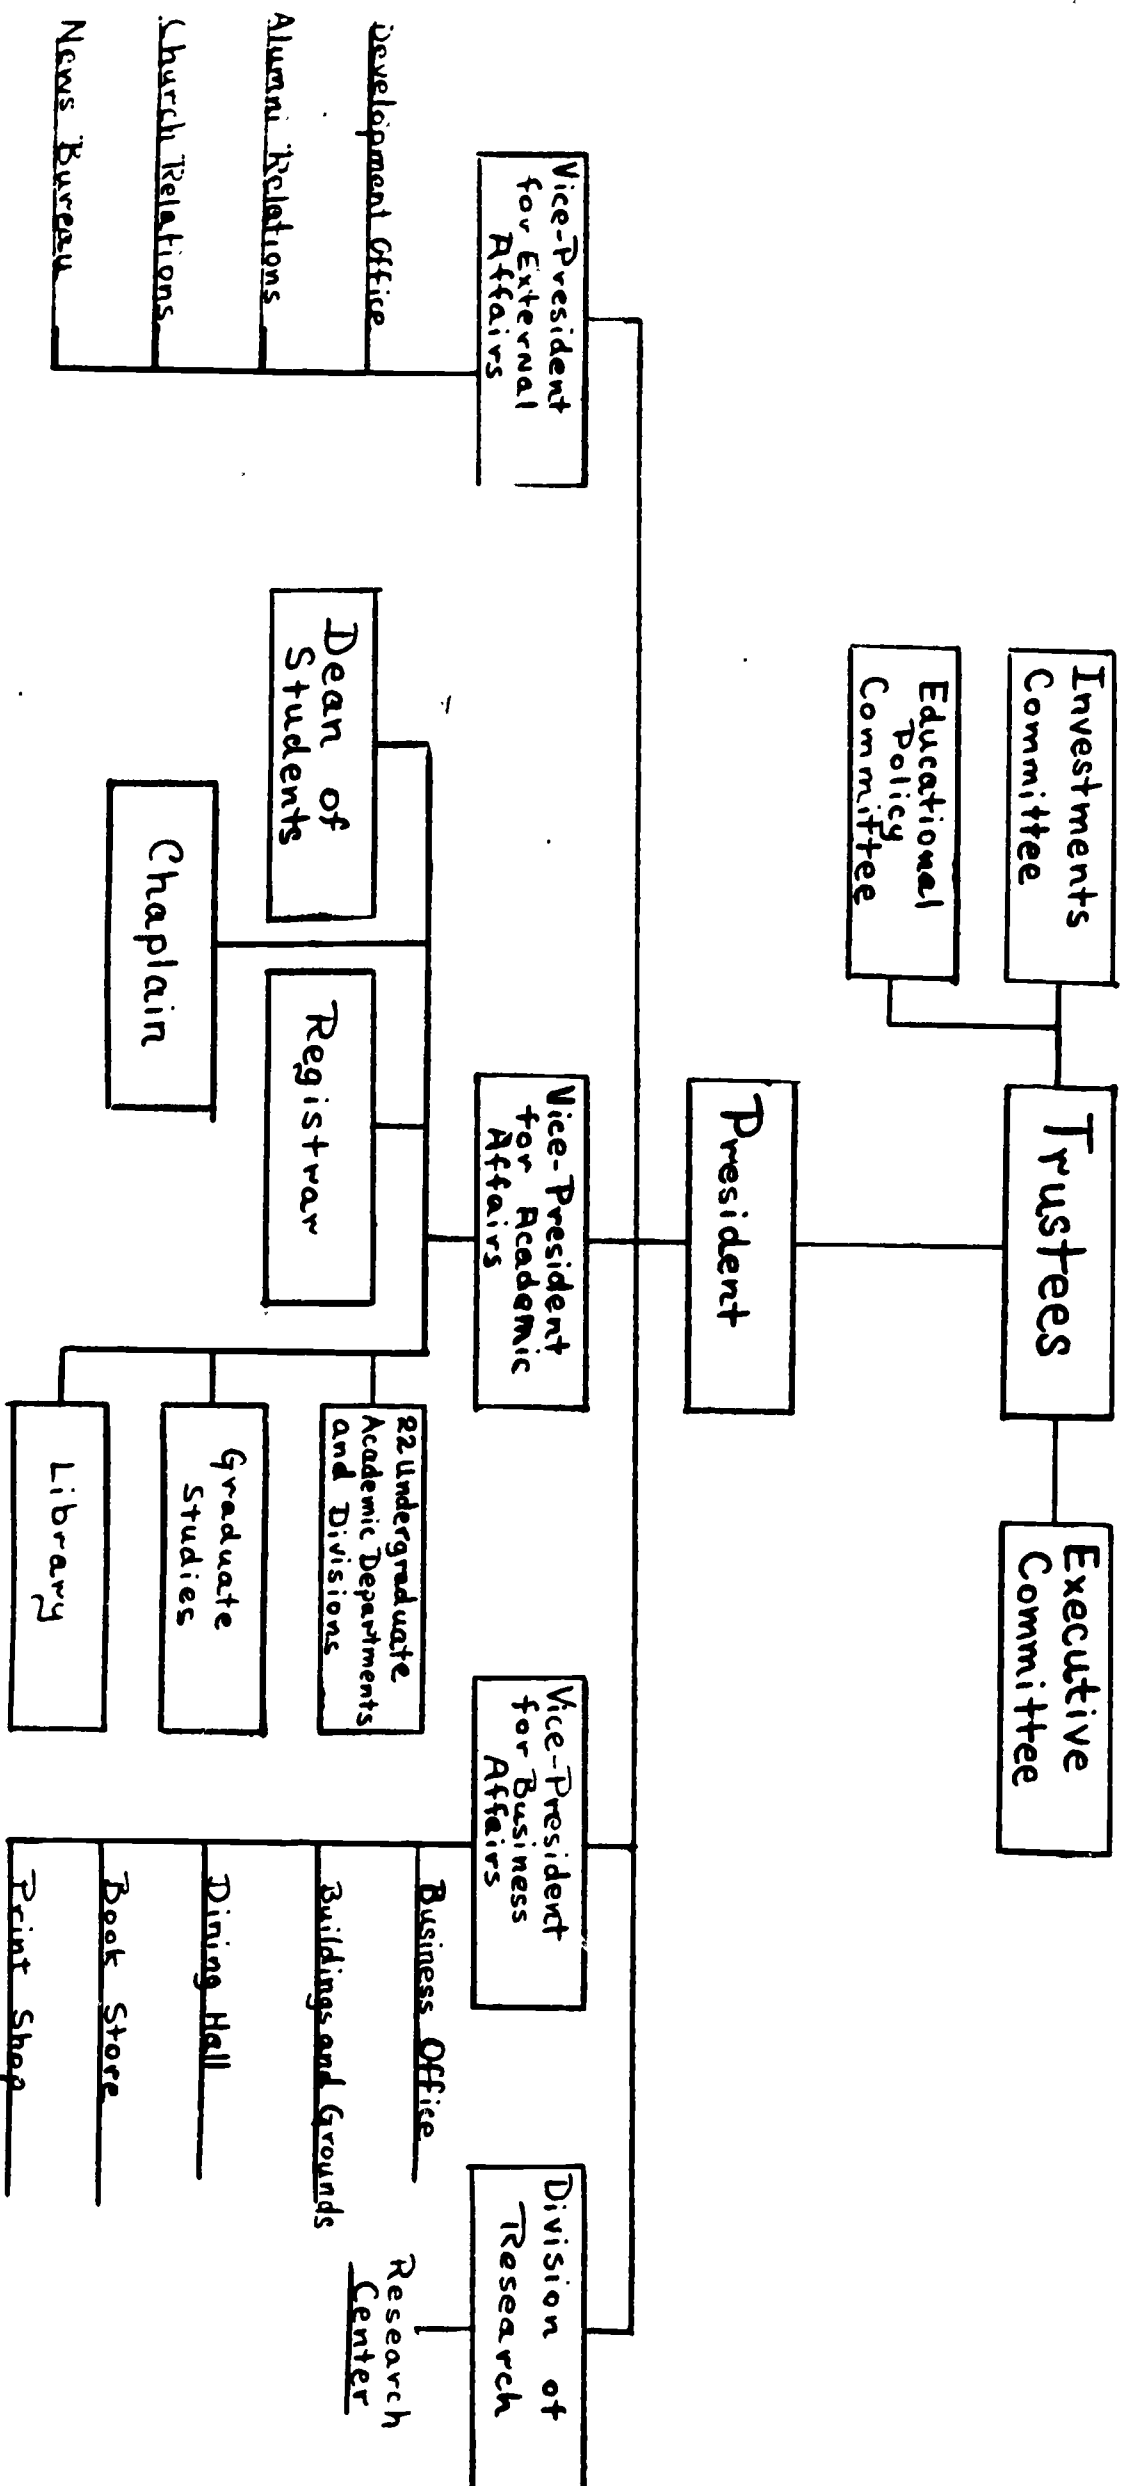 Investments
Committee
Trustees
Executive
Committee
Educational
Policy
Committee
President
Vice-President
for External
Affairs
Vice-President
for Academic
Affairs
Vice-President
for Business
Affairs
Division of
Research
Development Office
Alumni Relations
Church Relations
News Bureau
Dean of
Students
Registrar
Chaplain
22 Undergraduate
Academic Departments
and Divisions
Graduate
Studies
Library
Business Office
Buildings and Grounds
Dining Hall
Book Store
Print Shop
Research
Center